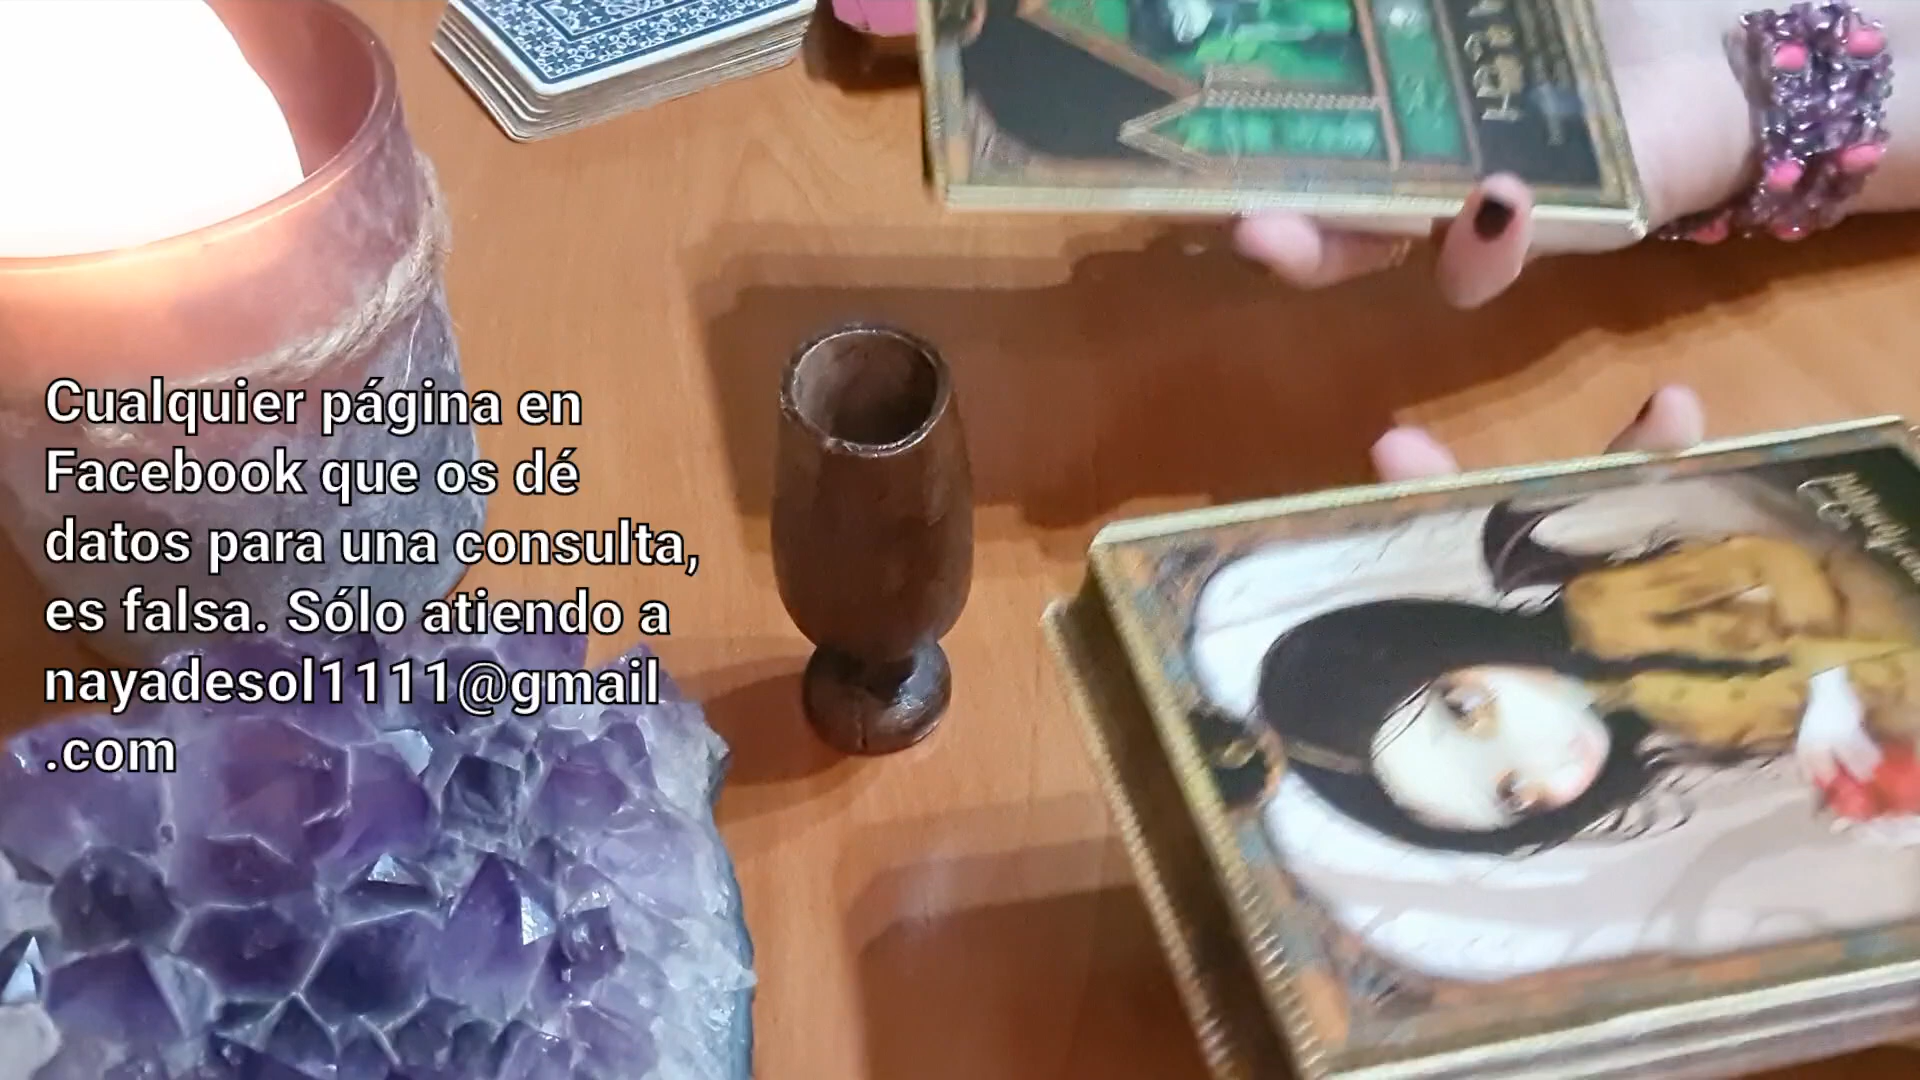 Cualquier página en
Facebook que os dé
datos para una consulta,
es falsa. Sólo atiendo a
nayadesol1111@gmail
.com